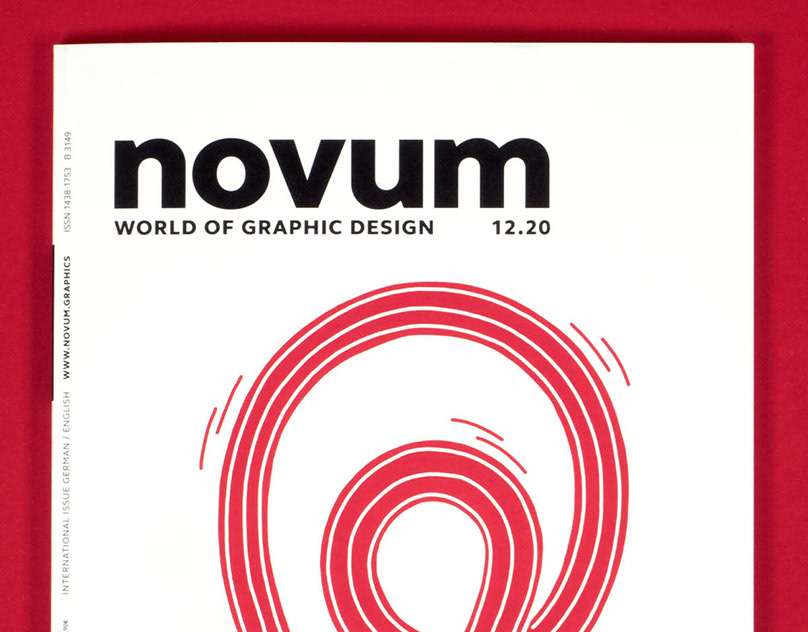 novum
WORLD OF GRAPHIC DESIGN 12.20
ISSN 1438-1753 B 3149
WWW.NOVUM.GRAPHICS
INTERNATIONAL ISSUE GERMAN / ENGLISH